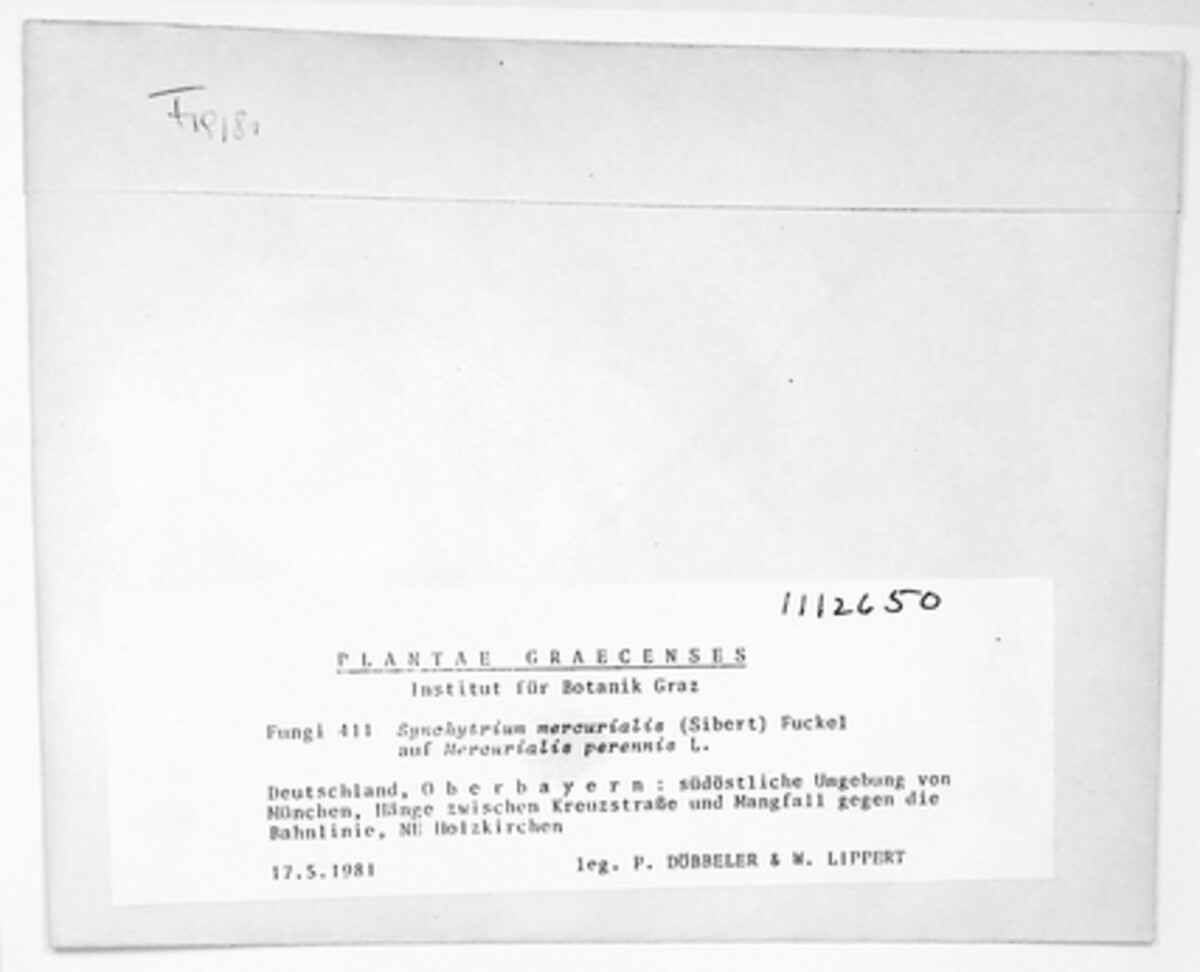 1112650
PLANTAE GRAECENSES
Institut für Botanik Graz
Fungi 411 Synchytrium mercurialis (Sibert) Fuckel
auf Mercurialis perennis L.
Deutschland, O b e r b a y e r n : südöstliche Umgebung von
München, Hänge zwischen Kreuzstraße und Mangfall gegen die
Bahnlinie, NE Holzkirchen
17.5.1981 leg. P. DÖBBELER & W. LIPPERT